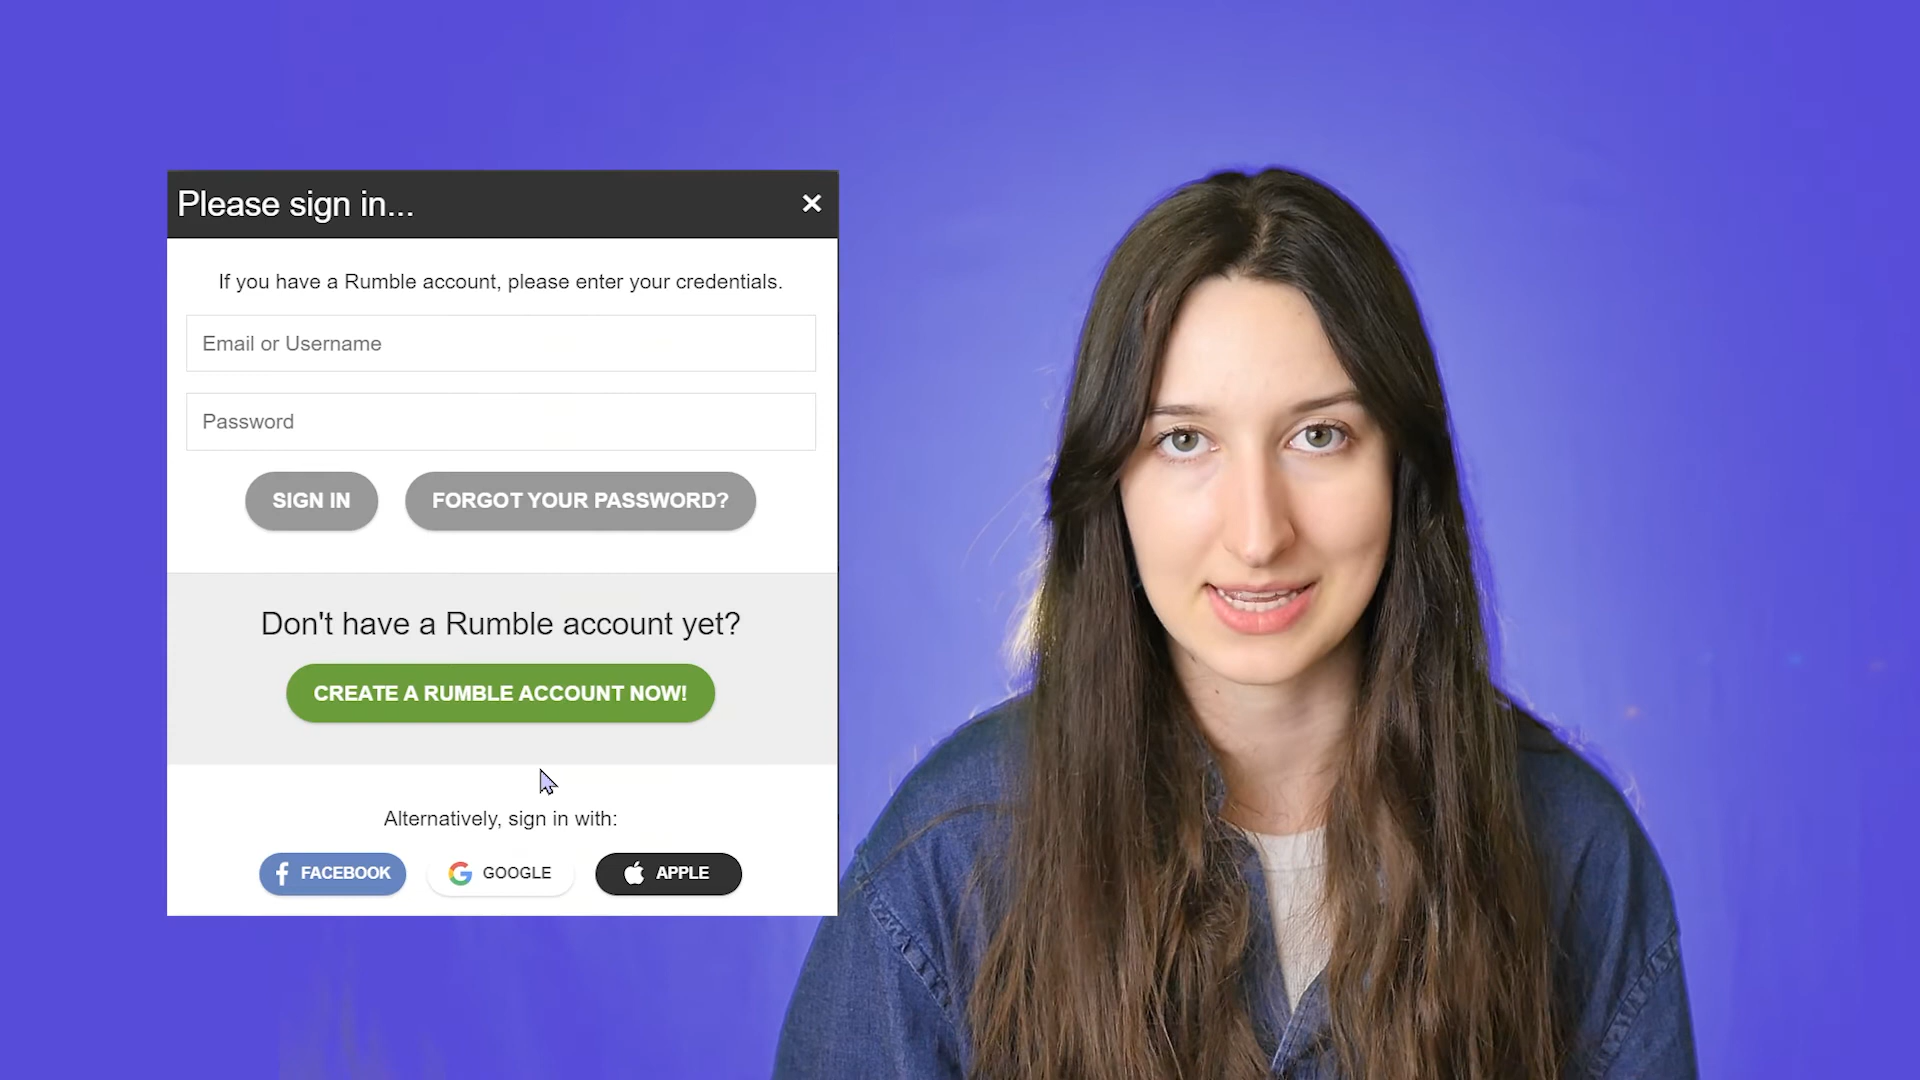 Please sign in...
If you have a Rumble account, please enter your credentials.
Email or Username
Password
SIGN IN
FORGOT YOUR PASSWORD?
Don't have a Rumble account yet?
CREATE A RUMBLE ACCOUNT NOW!
Alternatively, sign in with:
FACEBOOK
GOOGLE
APPLE